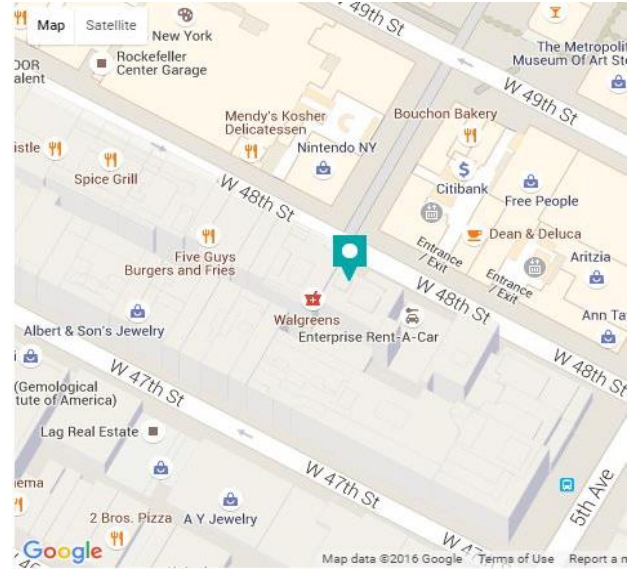 Map
Satellite
New York
W 49th St
The Metropolit
Museum Of Art Sto
Rockefeller
Center Garage
OOR
alent
W 49th St
Mendy's Kosher
Delicatessen
Bouchon Bakery
istle
Nintendo NY
Spice Grill
Citibank
W 48th St
Free People
Dean & Deluca
Entrance
/ Exit
Five Guys
Burgers and Fries
Aritzia
Entrance
/ Exit
Walgreens
W 48th St
Ann Ta
Albert & Son's Jewelry
Enterprise Rent-A-Car
i
W 48th St
W 47th St
(Gemological
tute of America)
Lag Real Estate
W 47th St
5th Ave
ema
2 Bros. Pizza
A Y Jewelry
W 47
W 46
Google
Map data ©2016 Google
Terms of Use
Report a m